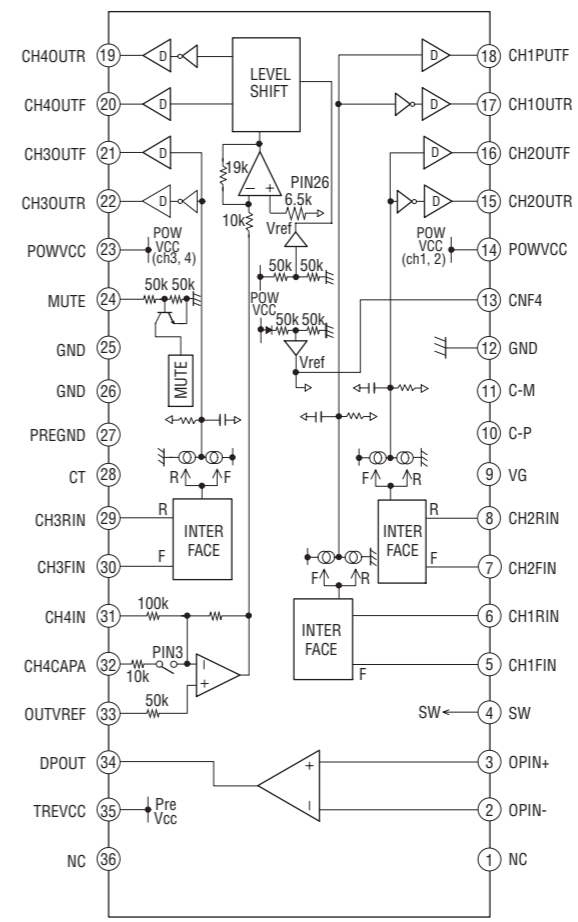 CH4OUTR 19 D
CH4OUTF 20 D
CH3OUTF 21 D
CH3OUTR 22 D
POWVCC 23 POW
VCC
(ch3, 4)
MUTE 24 50k 50k
GND 25
GND 26
PREGND 27
CT 28
CH3RIN 29 R
CH3FIN 30 F
CH4IN 31 100k
CH4CAPA 32 PIN3
10k
OUTVREF 33 50k
DPOUT 34
TREVCC 35 Pre
Vcc
NC 36
LEVEL
SHIFT
19k
10k
− +
PIN26
6.5k
Vref
50k 50k
POW
VCC
50k 50k
Vref
MUTE
R F
INTER
FACE
F R
INTER
FACE
F R
INTER
FACE
F
R
F
−
+
+
−
D 18 CH1PUTF
D 17 CH1OUTR
D 16 CH2OUTF
D 15 CH2OUTR
POW
VCC
(ch1, 2)
14 POWVCC
13 CNF4
12 GND
11 C-M
10 C-P
9 VG
8 CH2RIN
7 CH2FIN
6 CH1RIN
5 CH1FIN
SW 4 SW
3 OPIN+
2 OPIN-
1 NC